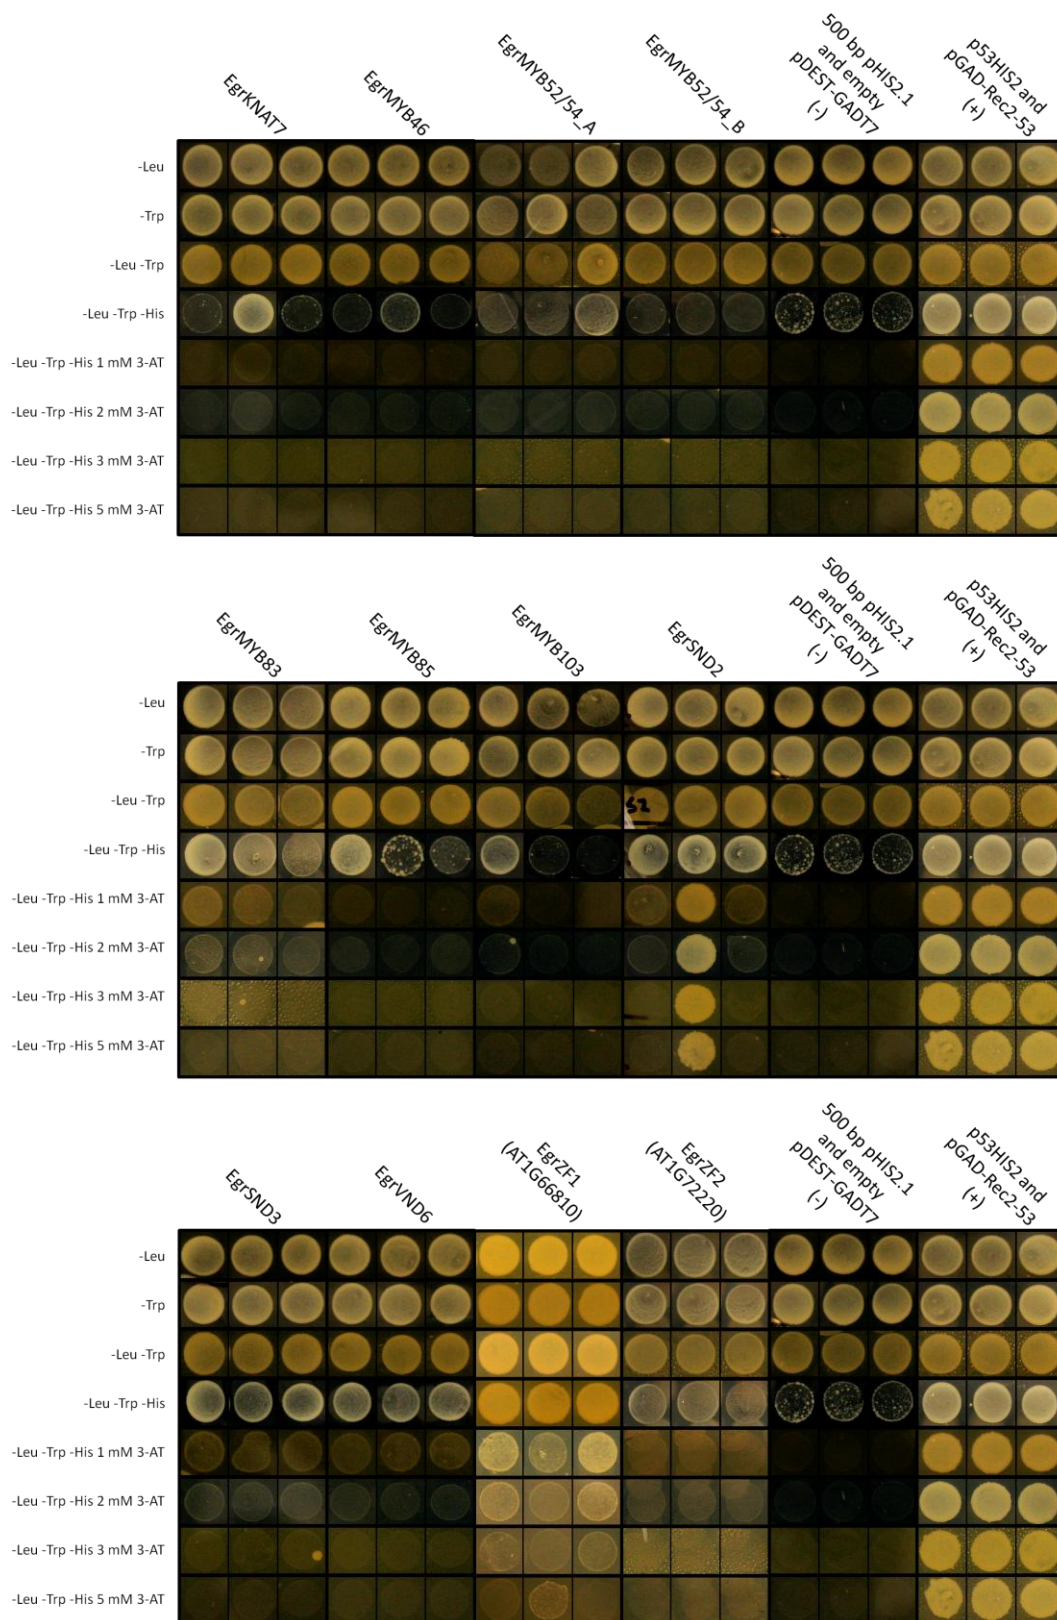 EgrKNAT7
EgrMYB46
EgrMYB52/54_A
EgrMYB52/54_B
500 bp pHIS2.1
and empty
pDEST-GADT7
(-)
p53HIS2 and
pGAD-Rec2-53
(+)
-Leu
-Trp
-Leu -Trp
-Leu -Trp -His
-Leu -Trp -His 1 mM 3-AT
-Leu -Trp -His 2 mM 3-AT
-Leu -Trp -His 3 mM 3-AT
-Leu -Trp -His 5 mM 3-AT
EgrMYB83
EgrMYB85
EgrMYB103
EgrSND2
500 bp pHIS2.1
and empty
pDEST-GADT7
(-)
p53HIS2 and
pGAD-Rec2-53
(+)
-Leu
-Trp
-Leu -Trp
S2
-Leu -Trp -His
-Leu -Trp -His 1 mM 3-AT
-Leu -Trp -His 2 mM 3-AT
-Leu -Trp -His 3 mM 3-AT
-Leu -Trp -His 5 mM 3-AT
EgrSND3
EgrVND6
EgrZF1
(AT1G66810)
EgrZF2
(AT1G72220)
500 bp pHIS2.1
and empty
pDEST-GADT7
(-)
p53HIS2 and
pGAD-Rec2-53
(+)
-Leu
-Trp
-Leu -Trp
-Leu -Trp -His
-Leu -Trp -His 1 mM 3-AT
-Leu -Trp -His 2 mM 3-AT
-Leu -Trp -His 3 mM 3-AT
-Leu -Trp -His 5 mM 3-AT